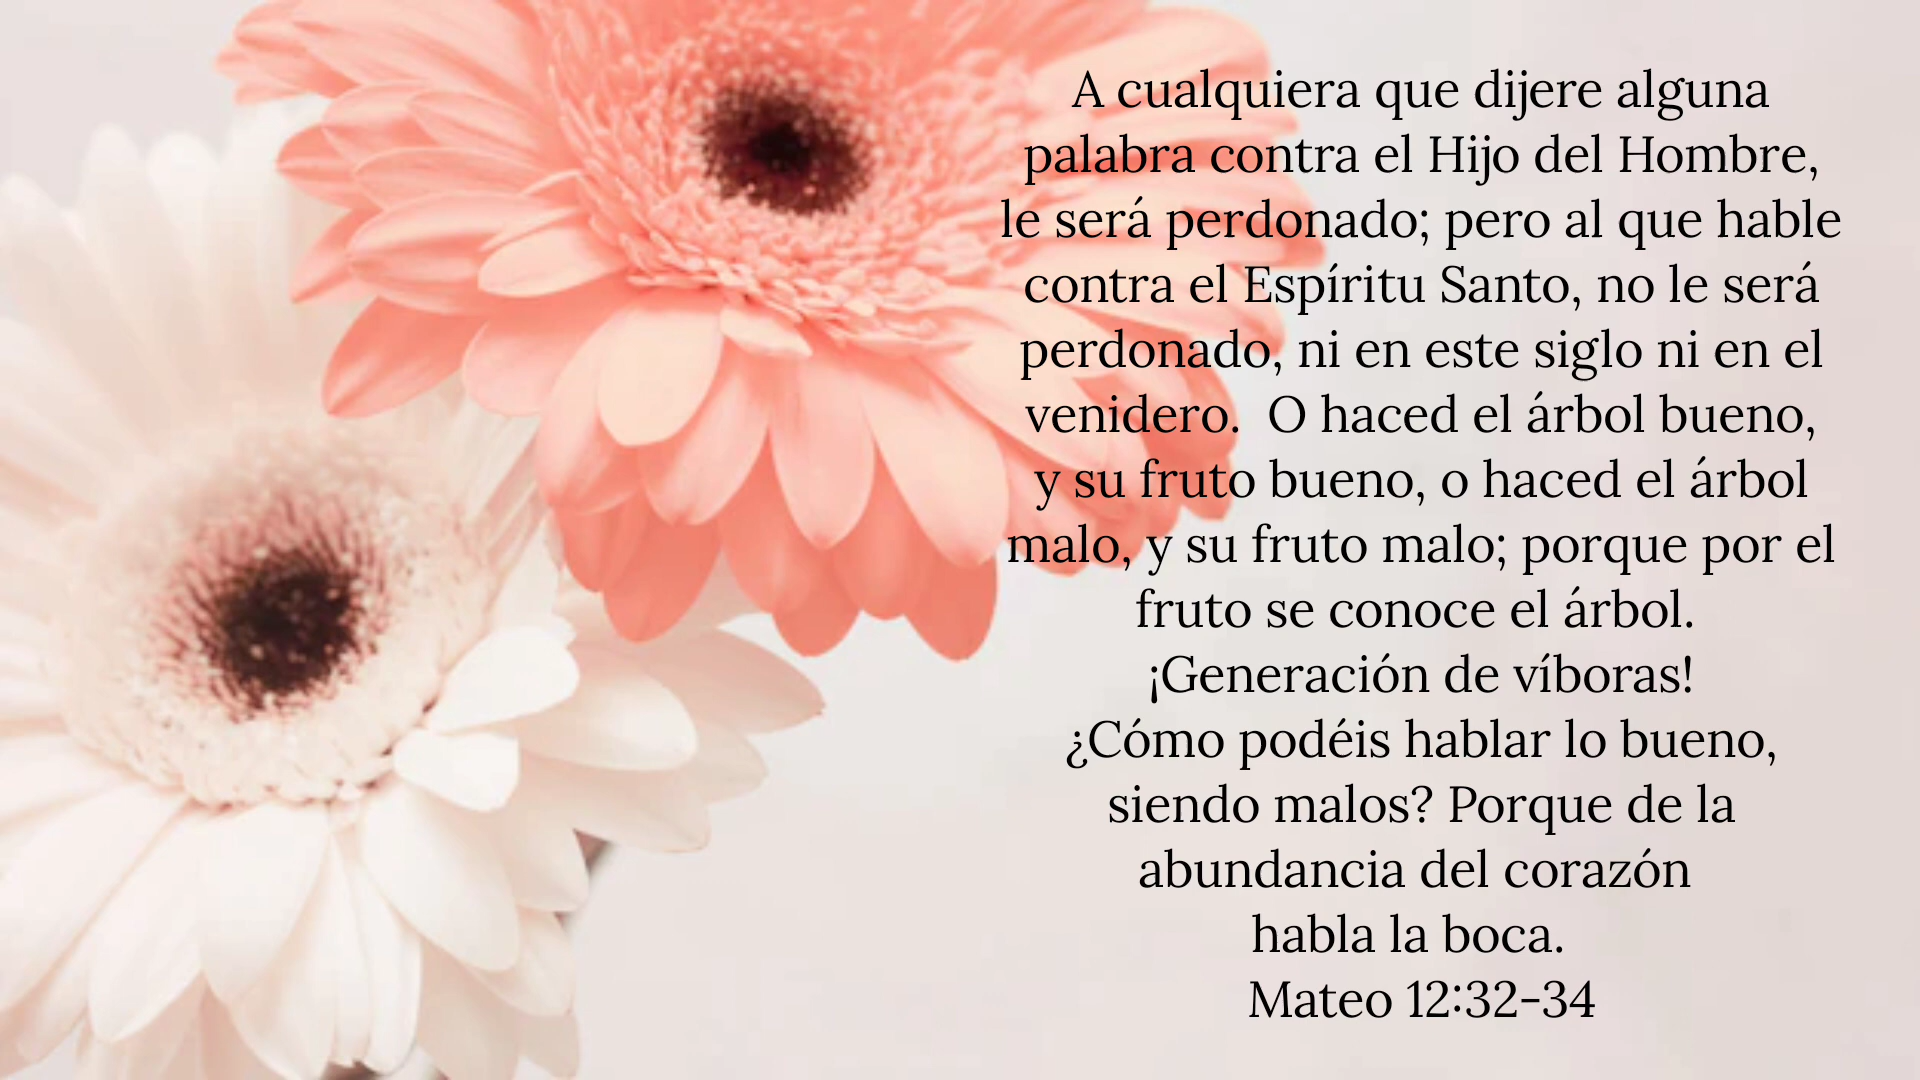 A cualquiera que dijere alguna
palabra contra el Hijo del Hombre,
le será perdonado; pero al que hable
contra el Espíritu Santo, no le será
perdonado, ni en este siglo ni en el
venidero.  O haced el árbol bueno,
y su fruto bueno, o haced el árbol
malo, y su fruto malo; porque por el
fruto se conoce el árbol.
¡Generación de víboras!
¿Cómo podéis hablar lo bueno,
siendo malos? Porque de la
abundancia del corazón
habla la boca.
Mateo 12:32-34